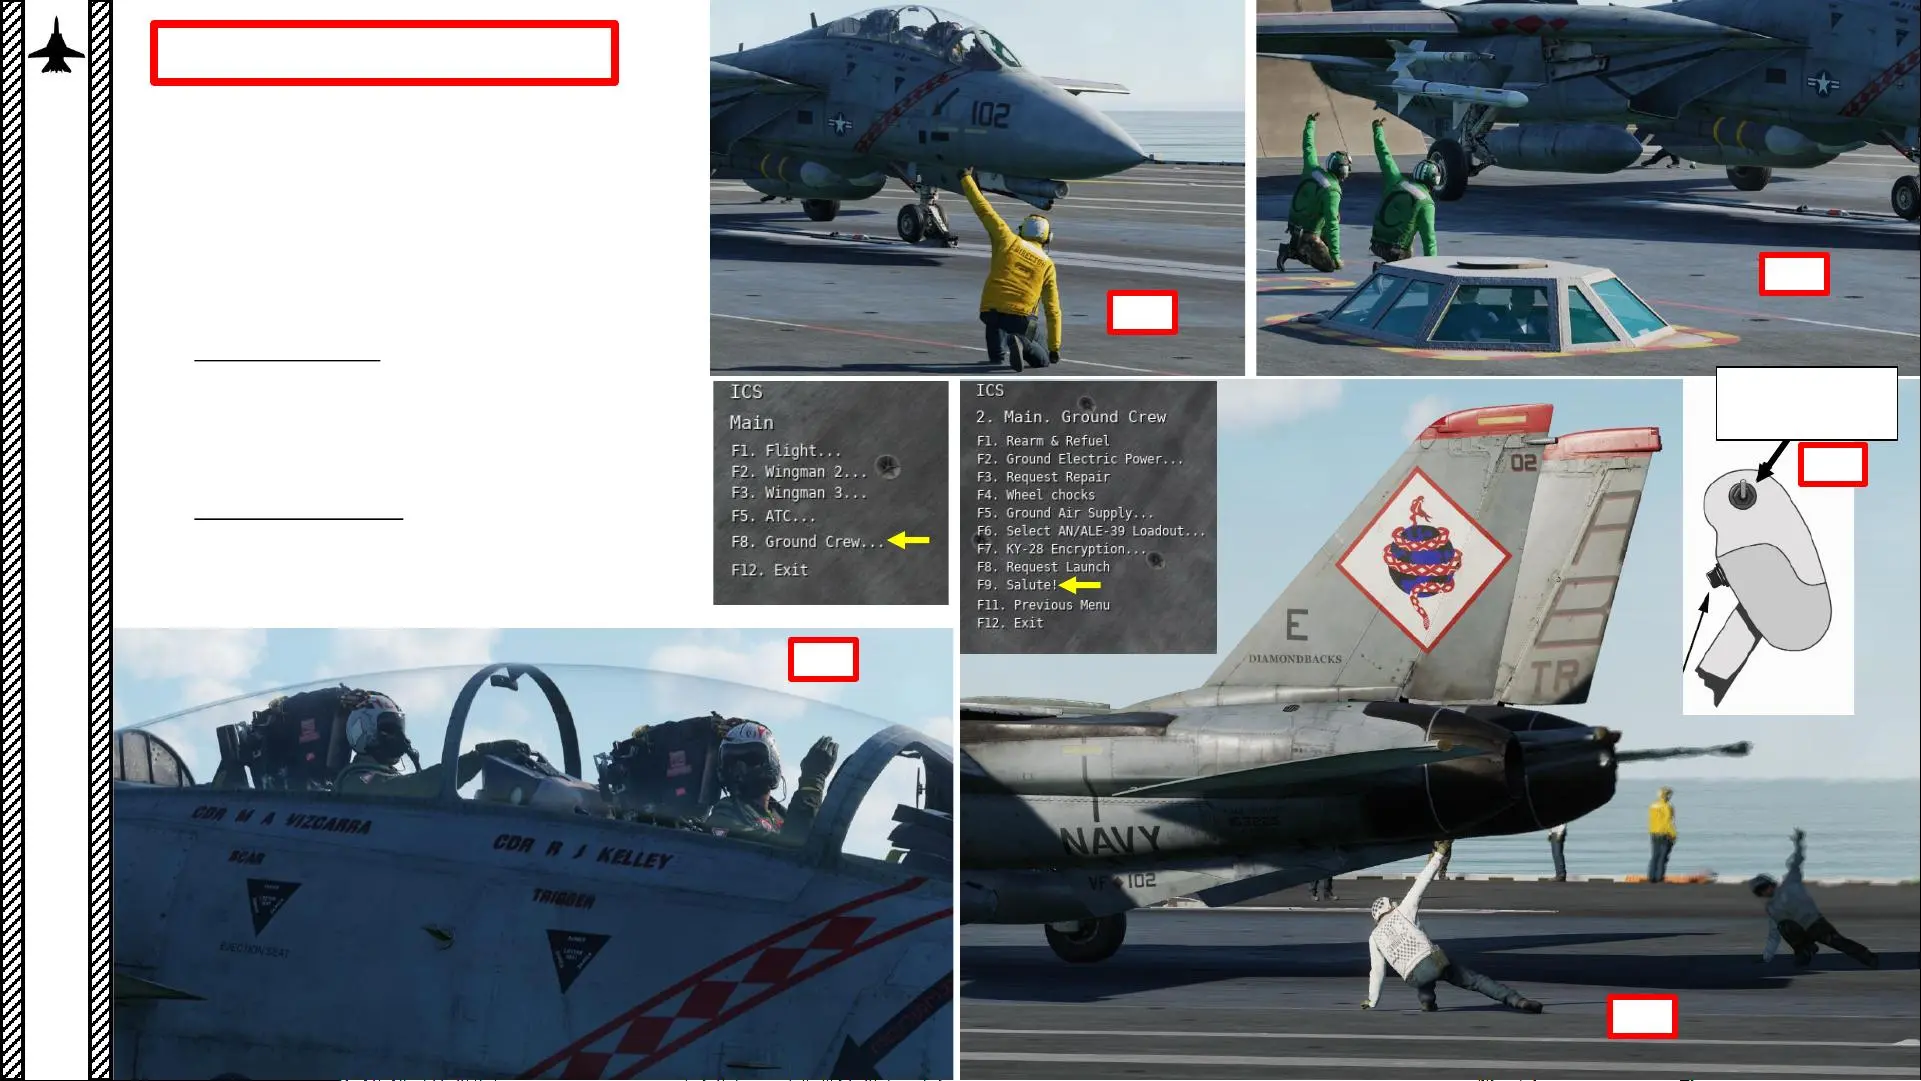 102
DIRECTOR
ICS
Main
F1. Flight...
F2. Wingman 2...
F3. Wingman 3...
F5. ATC...
F8. Ground Crew...
F12. Exit
ICS
2. Main. Ground Crew
F1. Rearm & Refuel
F2. Ground Electric Power...
F3. Request Repair
F4. Wheel chocks
F5. Ground Air Supply...
F6. Select AN/ALE-39 Loadout...
F7. KY-28 Encryption...
F8. Request Launch
F9. Salute!
F11. Previous Menu
F12. Exit
02
E
DIAMONDBACKS
TR
NAVY
VF 102
CDR M A VIZCARRA
SCAR
EJECTION SEAT
CDR R J KELLEY
TRIGGER